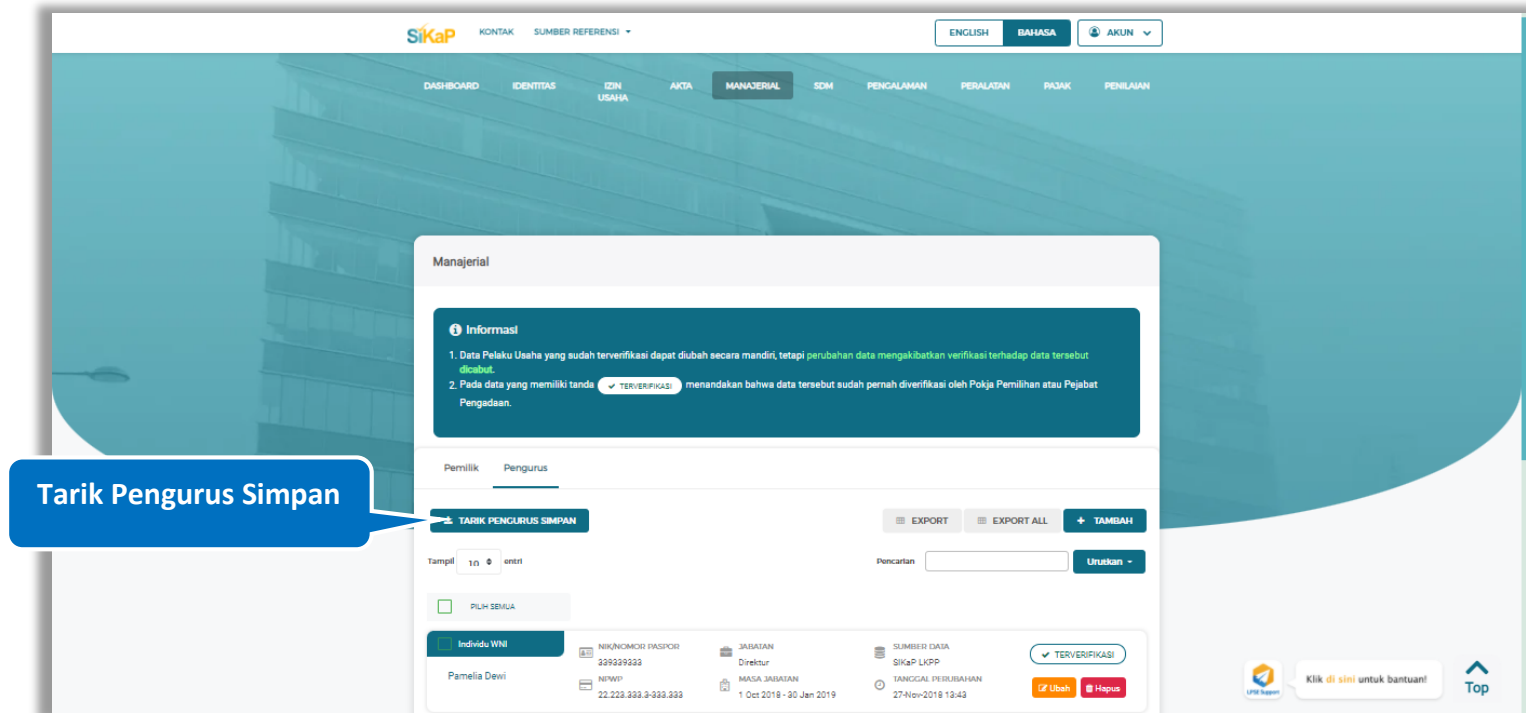 SiKaP KONTAK SUMBER REFERENSI ENGLISH BAHASA AKUN
DASHBOARD IDENTITAS IZIN USAHA AKTA MANAJERIAL SDM PENGALAMAN PERALATAN PAJAK PENILAIAN
Manajerial
Informasi
1. Data Pelaku Usaha yang sudah terverifikasi dapat diubah secara mandiri, tetapi perubahan data mengakibatkan verifikasi terhadap data tersebut
dicabut.
2. Pada data yang memiliki tanda TERVERIFIKASI menandakan bahwa data tersebut sudah pernah diverifikasi oleh Pokja Pemilihan atau Pejabat
Pengadaan.
Pemilik Pengurus
Tarik Pengurus Simpan
TARIK PENGURUS SIMPAN EXPORT EXPORT ALL + TAMBAH
Tampil 10 entri Pencarian Urutkan
PILIH SEMUA
Individu WNI NIK/NOMOR PASPOR JABATAN SUMBER DATA TERVERIFIKASI
339339333 Direktur SIKaP LKPP
Pamelia Dewi NPWP MASA JABATAN TANGGAL PERUBAHAN Ubah Hapus
22.223.333.3-333.333 1 Oct 2018 - 30 Jan 2019 27-Nov-2018 13:43
LPSE Support Klik di sini untuk bantuan! Top